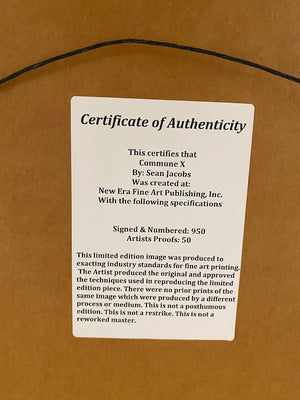 Certificate of Authenticity
This certifies that
Commune X
By: Sean Jacobs
Was created at:
New Era Fine Art Publishing, Inc.
With the following specifications
Signed & Numbered: 950
Artists Proofs: 50
This limited edition image was produced to
exacting industry standards for fine art printing.
The Artist produced the original and approved
the techniques used in reproducing the limited
edition piece. There were no prior prints of the
same image which were produced by a different
process or medium. This is not a posthumous
edition. This is not a restrike. This is not a
reworked master.